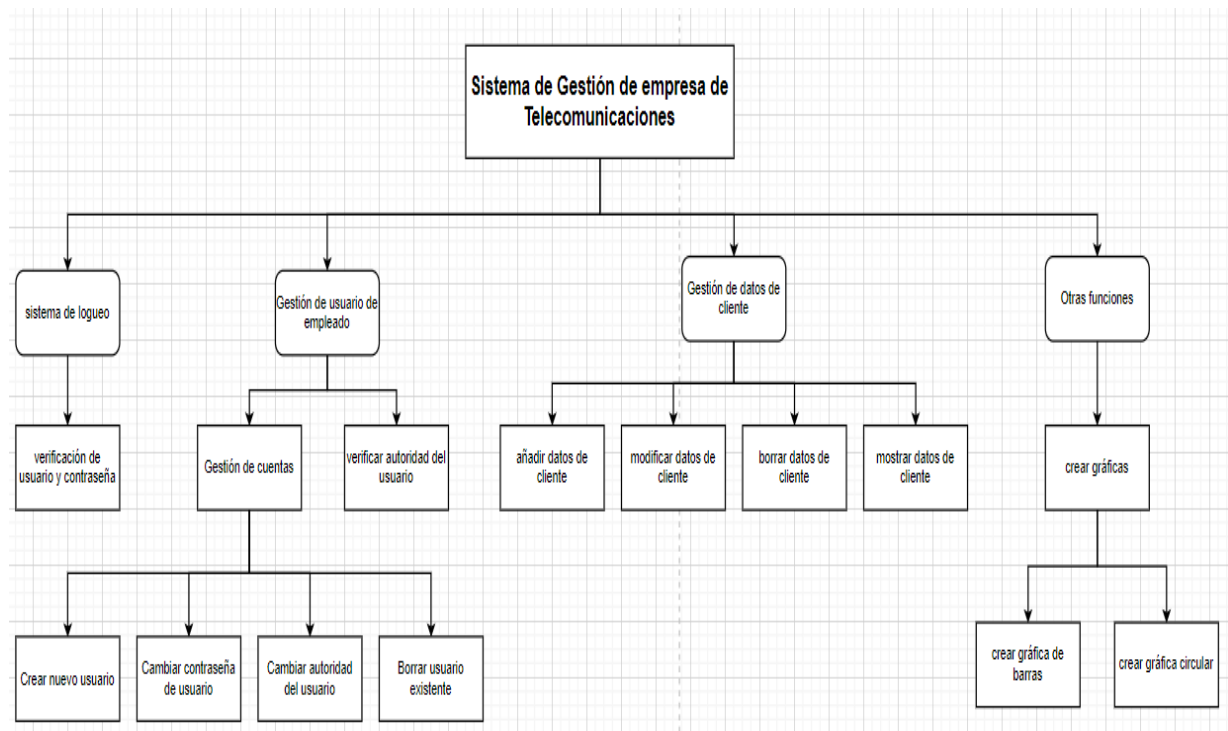 Sistema de Gestión de empresa de
Telecomunicaciones
sistema de logueo
Gestión de usuario de
empleado
Gestión de datos de
cliente
Otras funciones
verificación de
usuario y contraseña
Gestión de cuentas
verificar autoridad del
usuario
añadir datos de
cliente
modificar datos de
cliente
borrar datos de
cliente
mostrar datos de
cliente
crear gráficas
Crear nuevo usuario
Cambiar contraseña
de usuario
Cambiar autoridad
del usuario
Borrar usuario
existente
crear gráfica de
barras
crear gráfica circular